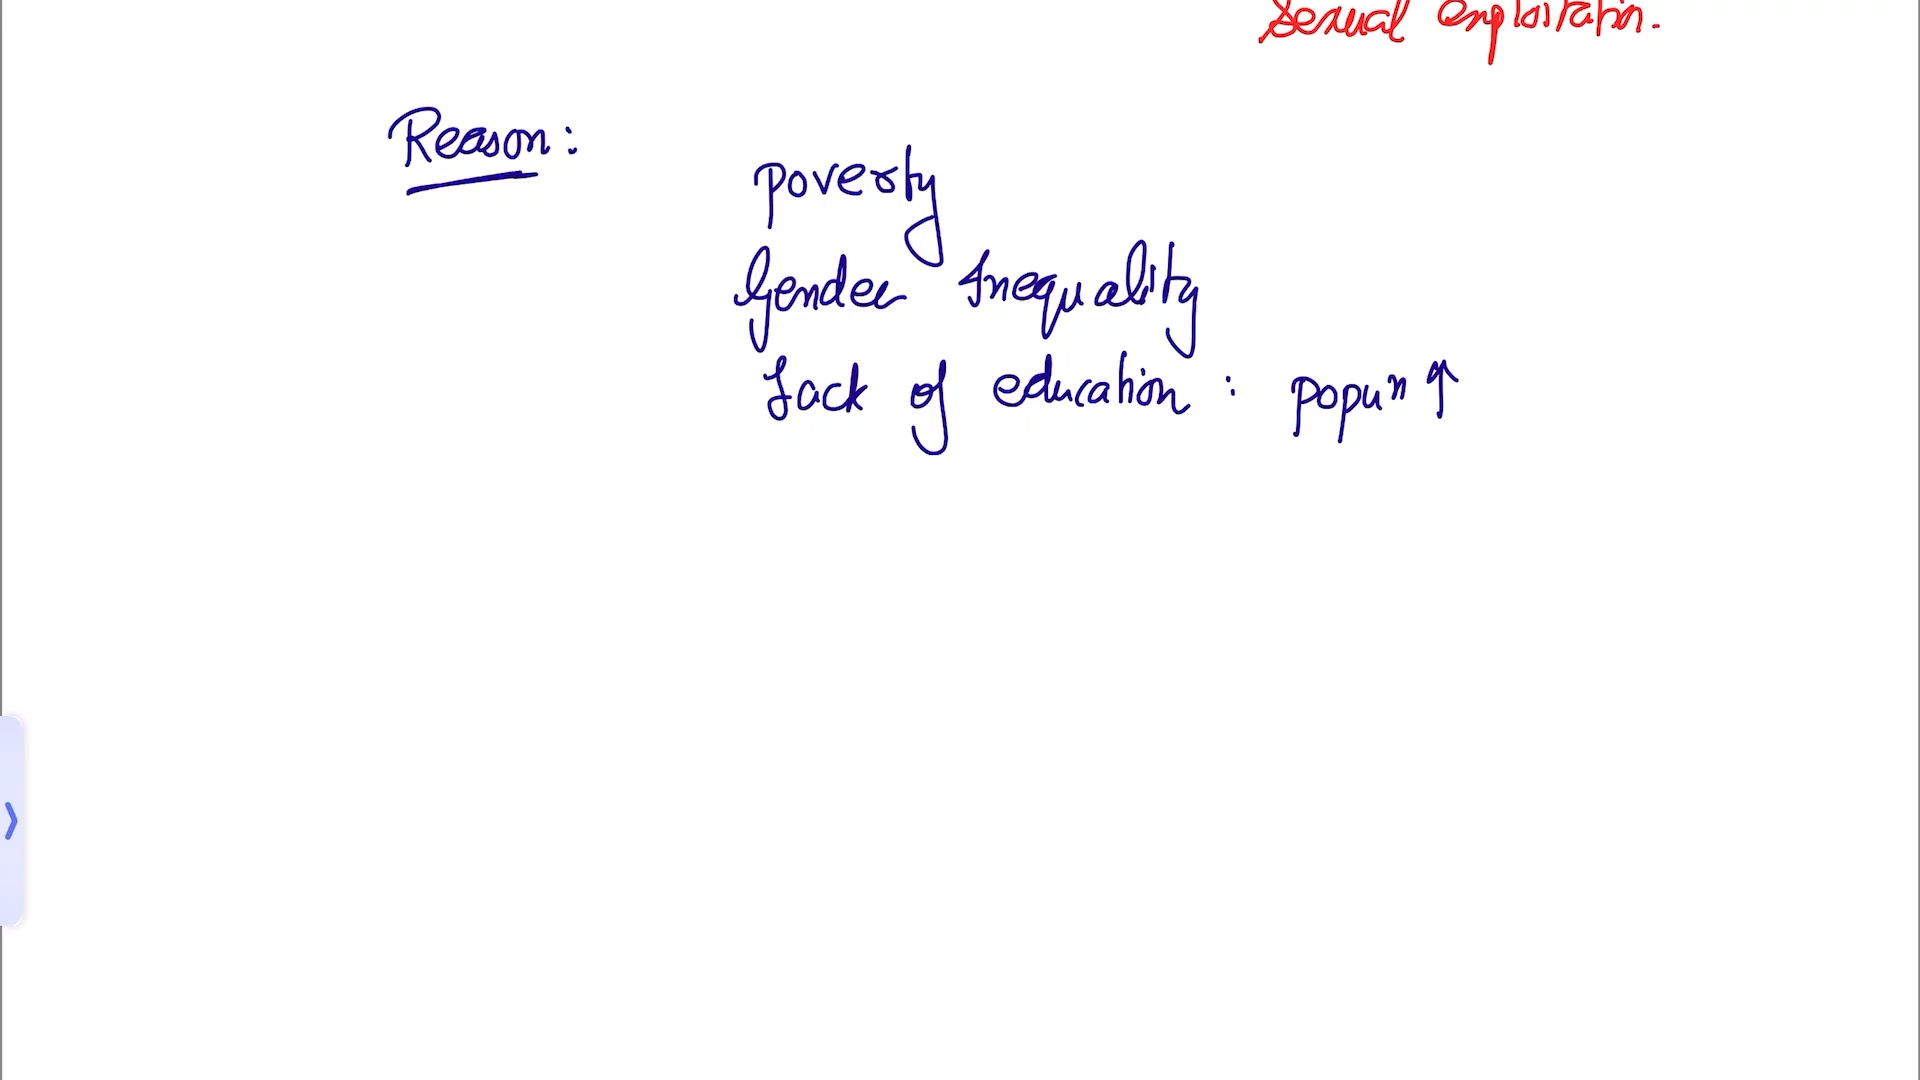 Sexual exploitation.
Reason:
Poverty
Gender Inequality
Lack of education : popuⁿ ↑